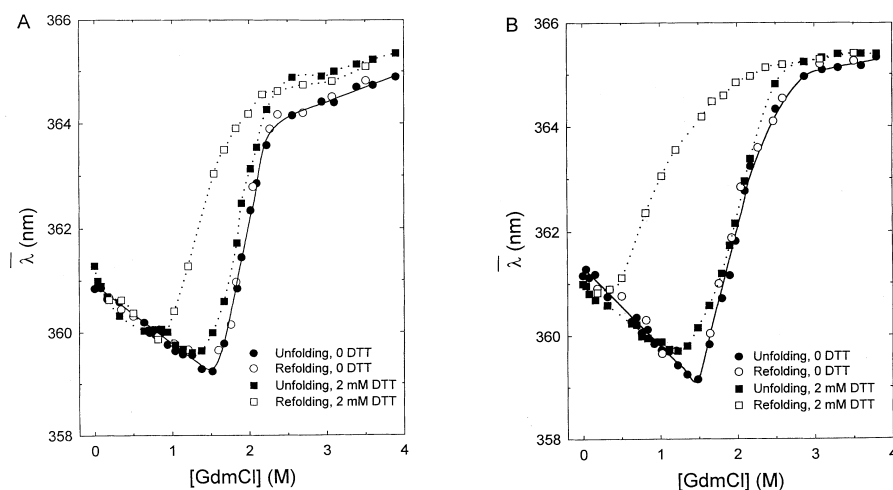 A
366
364
362
360
358
λ (nm)
0 1 2 3 4
[GdmCl] (M)
Unfolding, 0 DTT
Refolding, 0 DTT
Unfolding, 2 mM DTT
Refolding, 2 mM DTT
B
366
364
362
360
358
λ (nm)
0 1 2 3 4
[GdmCl] (M)
Unfolding, 0 DTT
Refolding, 0 DTT
Unfolding, 2 mM DTT
Refolding, 2 mM DTT